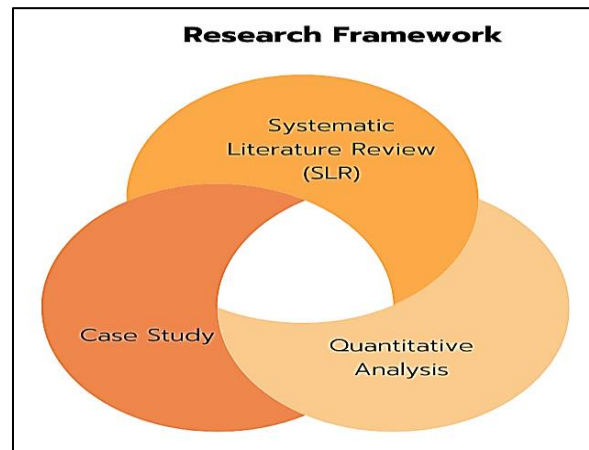 Research Framework
Systematic
Literature Review
(SLR)
Case Study
Quantitative
Analysis